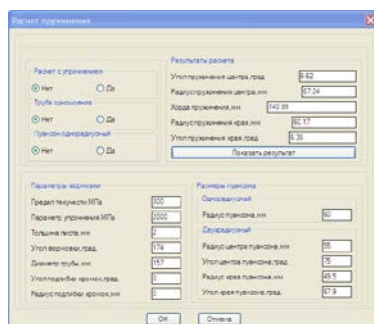 Расчет пружинения
Расчет с упрочнением
Нет Да
Труба одношовная
Нет Да
Пуансон однорадиусный
Нет Да
Результаты расчета
Угол пружинения центра, град 8.62
Радиус пружинения центра, мм 67.24
Хорда пружинения, мм 140.99
Радиус пружинения края, мм 60.17
Угол пружинения края, град 6.36
Показать результат
Параметры формовки
Предел текучести, МПа 300
Параметр упрочнения, МПа 2000
Толщина листа, мм 2
Угол формовки, град. 174
Диаметр трубы, мм 157
Угол подгибки кромок, град. 0
Радиус подгибки кромок, мм 0
Размеры пуансона
Однорадиусный
Радиус пуансона, мм 60
Двухрадиусный
Радиус центра пуансона, мм 55
Угол центра пуансона, град. 75
Радиус края пуансона, мм 49.5
Угол края пуансона, град. 67.9
OK Отмена